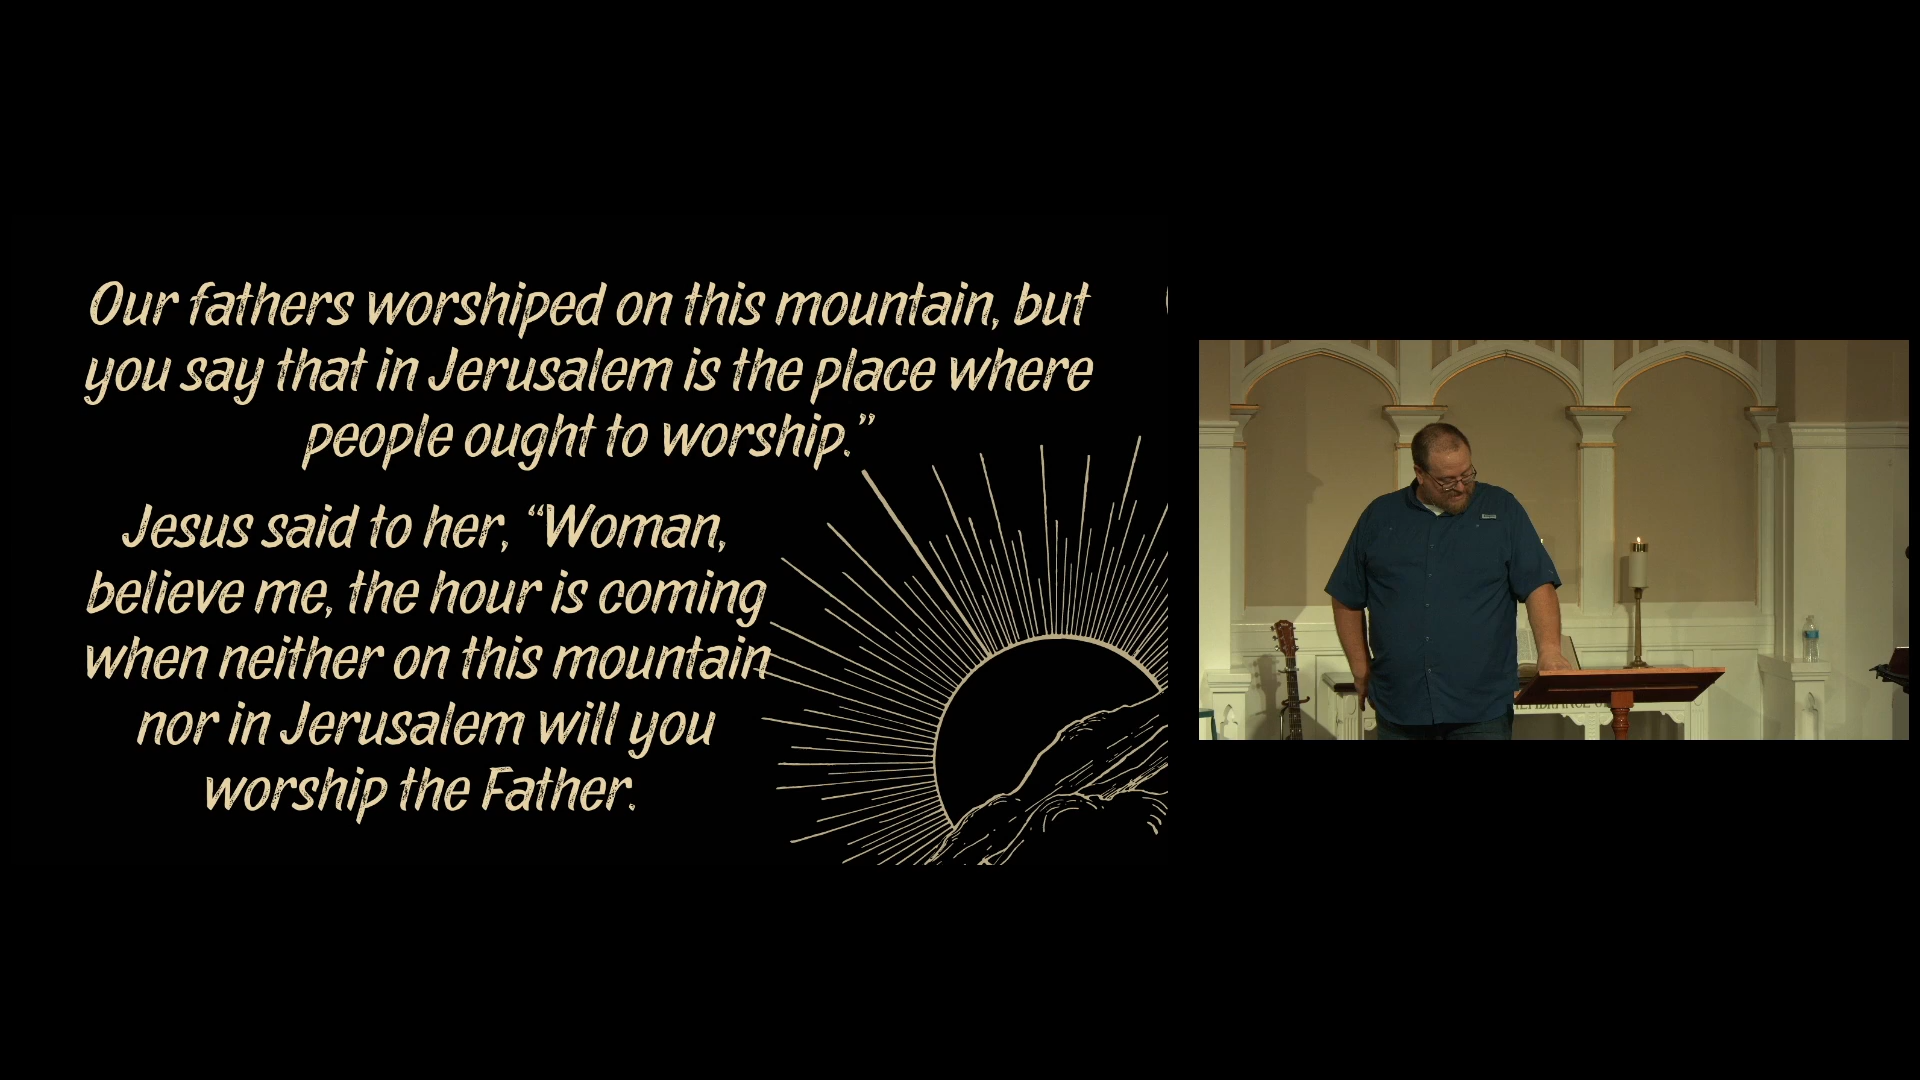 Our fathers worshiped on this mountain, but
you say that in Jerusalem is the place where
people ought to worship.”
Jesus said to her, “Woman,
believe me, the hour is coming
when neither on this mountain
nor in Jerusalem will you
worship the Father.